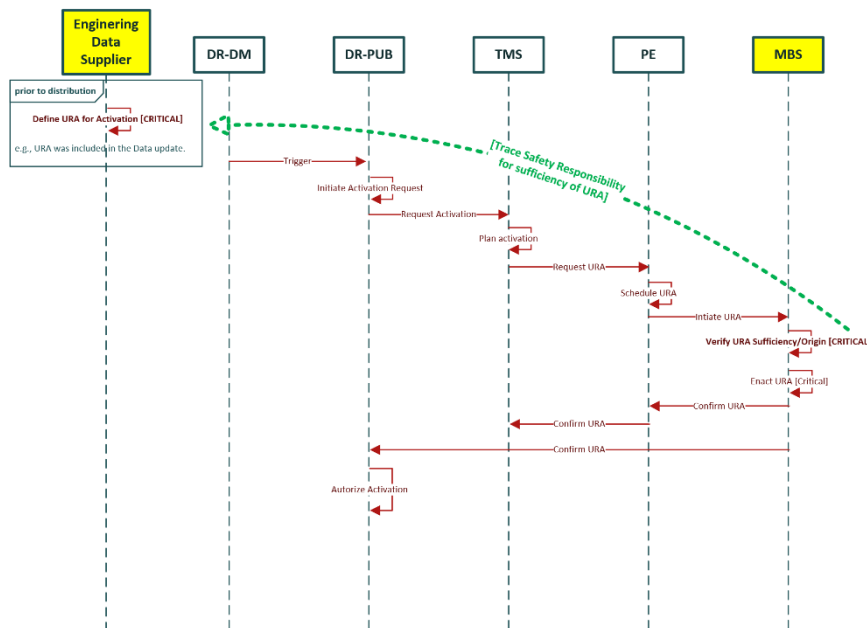 Enginering
Data
Supplier
DR-DM
DR-PUB
TMS
PE
MBS
prior to distribution
Define URA for Activation [CRITICAL]
e.g., URA was included in the Data update.
[Trace Safety Responsibility
for sufficiency of URA]
Trigger
Initiate Activation Request
Request Activation
Plan activation
Request URA
Schedule URA
Intiate URA
Verify URA Sufficiency/Origin [CRITICAL
Enact URA [Critical]
Confirm URA
Confirm URA
Confirm URA
Autorize Activation